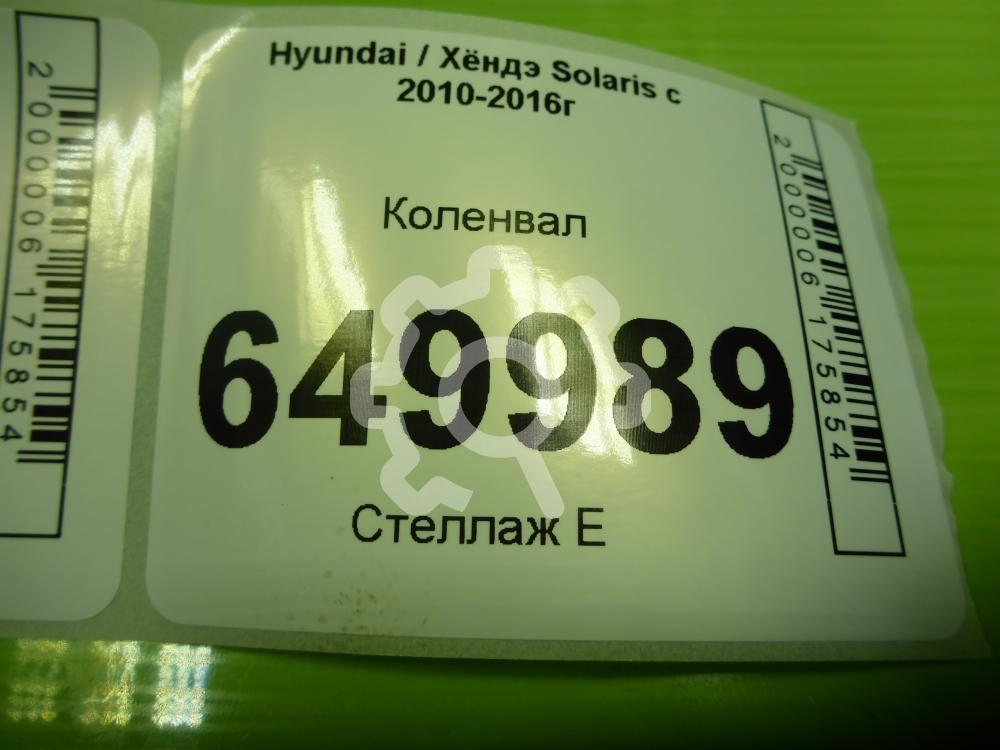 2000006175854
Hyundai / Хёндэ Solaris с
2010-2016г
Коленвал
649989
Стеллаж Е
2000006175854